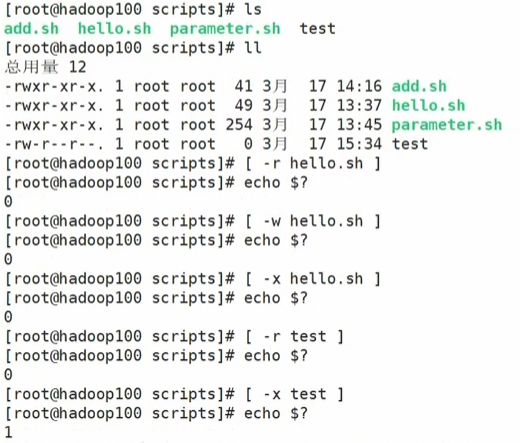 [root@hadoop100 scripts]# ls
add.sh  hello.sh  parameter.sh  test
[root@hadoop100 scripts]# ll
总用量 12
-rwxr-xr-x. 1 root root  41 3月  17 14:16 add.sh
-rwxr-xr-x. 1 root root  49 3月  17 13:37 hello.sh
-rwxr-xr-x. 1 root root 254 3月  17 13:45 parameter.sh
-rw-r--r--. 1 root root   0 3月  17 15:34 test
[root@hadoop100 scripts]# [ -r hello.sh ]
[root@hadoop100 scripts]# echo $?
0
[root@hadoop100 scripts]# [ -w hello.sh ]
[root@hadoop100 scripts]# echo $?
0
[root@hadoop100 scripts]# [ -x hello.sh ]
[root@hadoop100 scripts]# echo $?
0
[root@hadoop100 scripts]# [ -r test ]
[root@hadoop100 scripts]# echo $?
0
[root@hadoop100 scripts]# [ -x test ]
[root@hadoop100 scripts]# echo $?
1